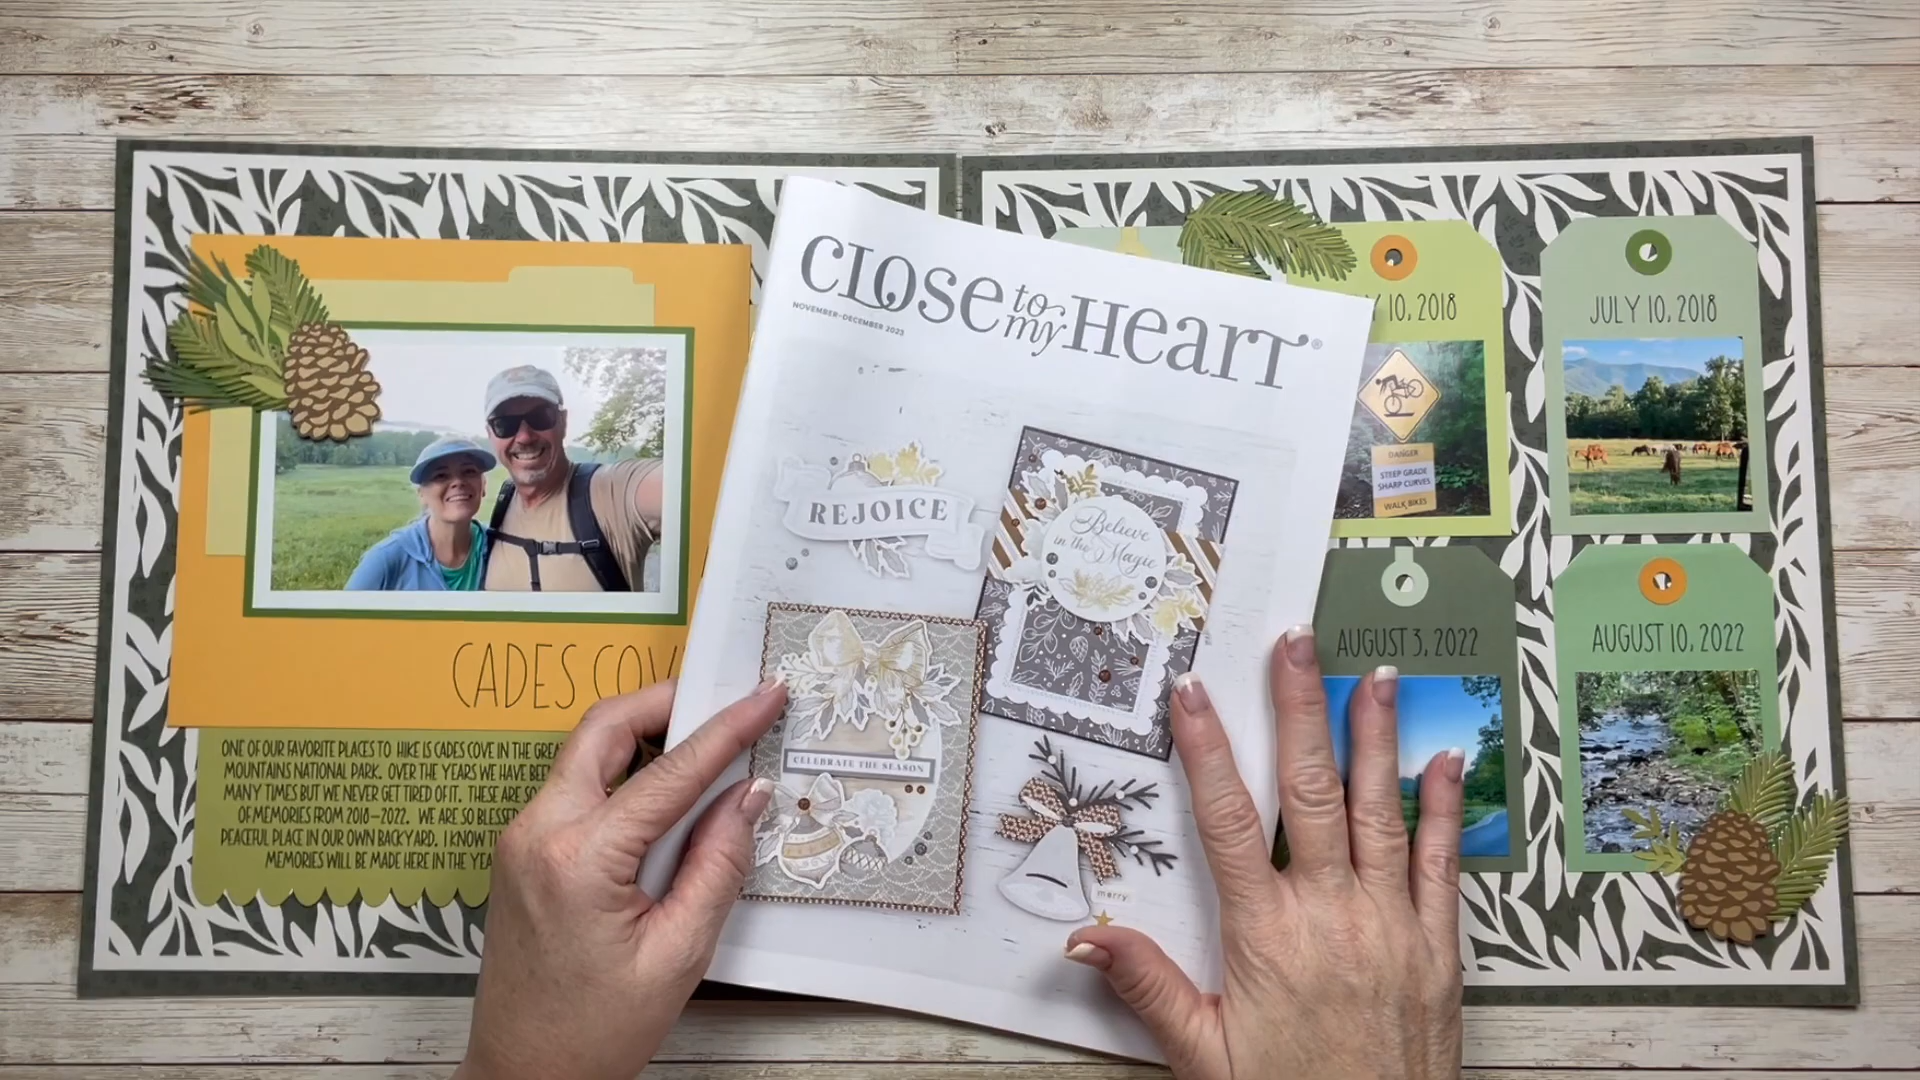 CLOSE to my HEART®
NOVEMBER–DECEMBER 2023
REJOICE
Believe
in the Magic
CELEBRATE THE SEASON
merry
CADES COV
ONE OF OUR FAVORITE PLACES TO HIKE IS CADES COVE IN THE GREA
MOUNTAINS NATIONAL PARK. OVER THE YEARS WE HAVE BEEN
MANY TIMES BUT WE NEVER GET TIRED OF IT. THESE ARE SO
OF MEMORIES FROM 2018–2022. WE ARE SO BLESSED
PEACEFUL PLACE IN OUR OWN BACKYARD. I KNOW TH
MEMORIES WILL BE MADE HERE IN THE YEA
Y 10, 2018
DANGER
STEEP GRADE
SHARP CURVES
WALK BIKES
JULY 10, 2018
AUGUST 3, 2022
AUGUST 10, 2022